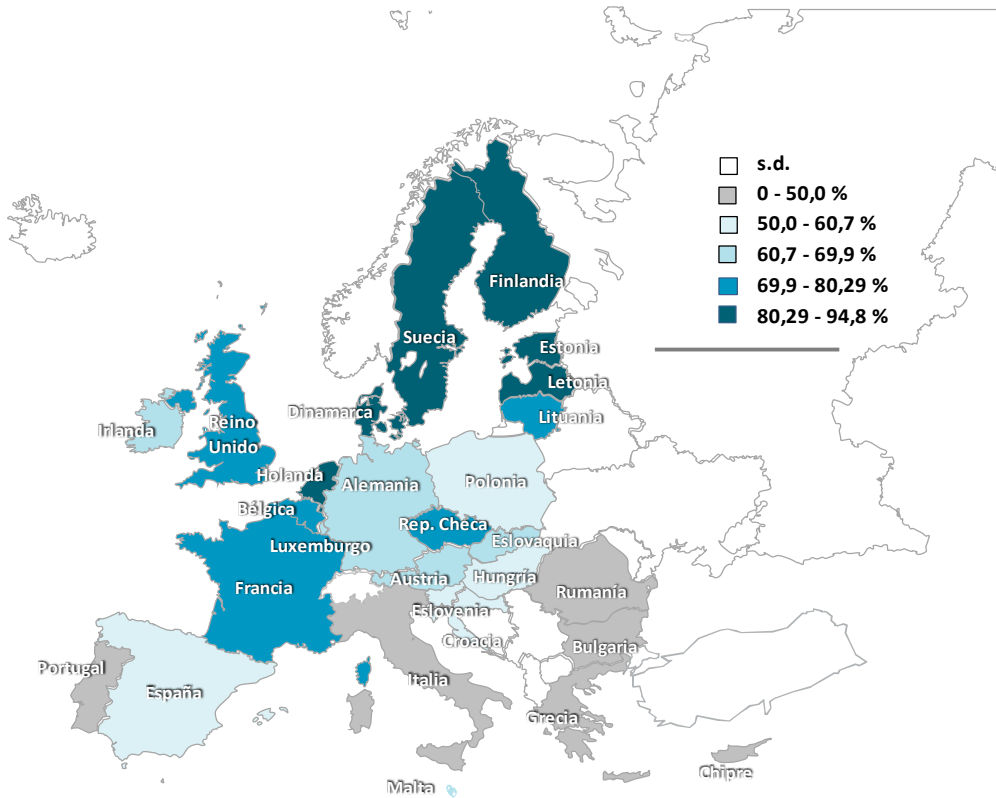 s.d.
0 - 50,0 %
50,0 - 60,7 %
60,7 - 69,9 %
69,9 - 80,29 %
80,29 - 94,8 %
Finlandia
Suecia
Estonia
Letonia
Dinamarca
Lituania
Reino
Unido
Irlanda
Holanda
Alemania
Polonia
Bélgica
Rep. Checa
Eslovaquia
Luxemburgo
Austria
Hungría
Francia
Rumanía
Eslovenia
Croacia
Bulgaria
Portugal
España
Italia
Grecia
Chipre
Malta